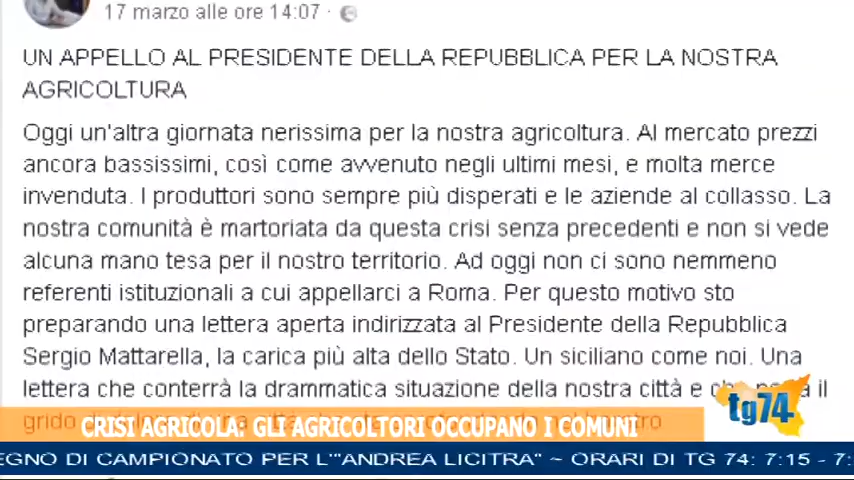 17 marzo alle ore 14:07 ·
UN APPELLO AL PRESIDENTE DELLA REPUBBLICA PER LA NOSTRA
AGRICOLTURA
Oggi un'altra giornata nerissima per la nostra agricoltura. Al mercato prezzi
ancora bassissimi, così come avvenuto negli ultimi mesi, e molta merce
invenduta. I produttori sono sempre più disperati e le aziende al collasso. La
nostra comunità è martoriata da questa crisi senza precedenti e non si vede
alcuna mano tesa per il nostro territorio. Ad oggi non ci sono nemmeno
referenti istituzionali a cui appellarci a Roma. Per questo motivo sto
preparando una lettera aperta indirizzata al Presidente della Repubblica
Sergio Mattarella, la carica più alta dello Stato. Un siciliano come noi. Una
lettera che conterrà la drammatica situazione della nostra città e il
grido
tg74
CRISI AGRICOLA: GLI AGRICOLTORI OCCUPANO I COMUNI
EGNO DI CAMPIONATO PER L'"ANDREA LICITRA" ~ ORARI DI TG 74: 7:15 - 7: